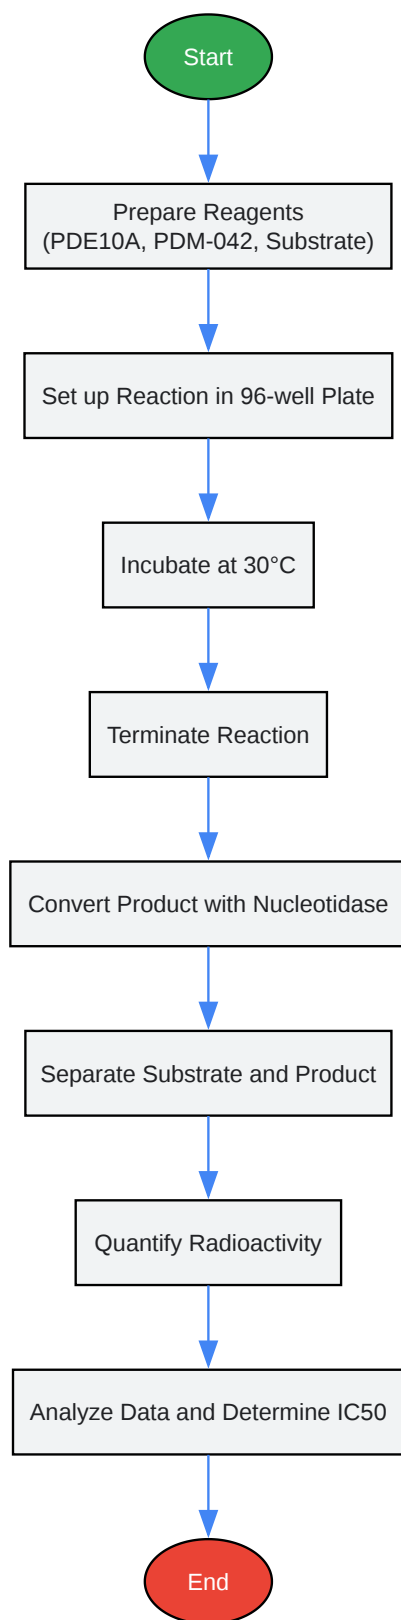 Start
Prepare Reagents
(PDE10A, PDM-042, Substrate)
Set up Reaction in 96-well Plate
Incubate at 30°C
Terminate Reaction
Convert Product with Nucleotidase
Separate Substrate and Product
Quantify Radioactivity
Analyze Data and Determine IC50
End